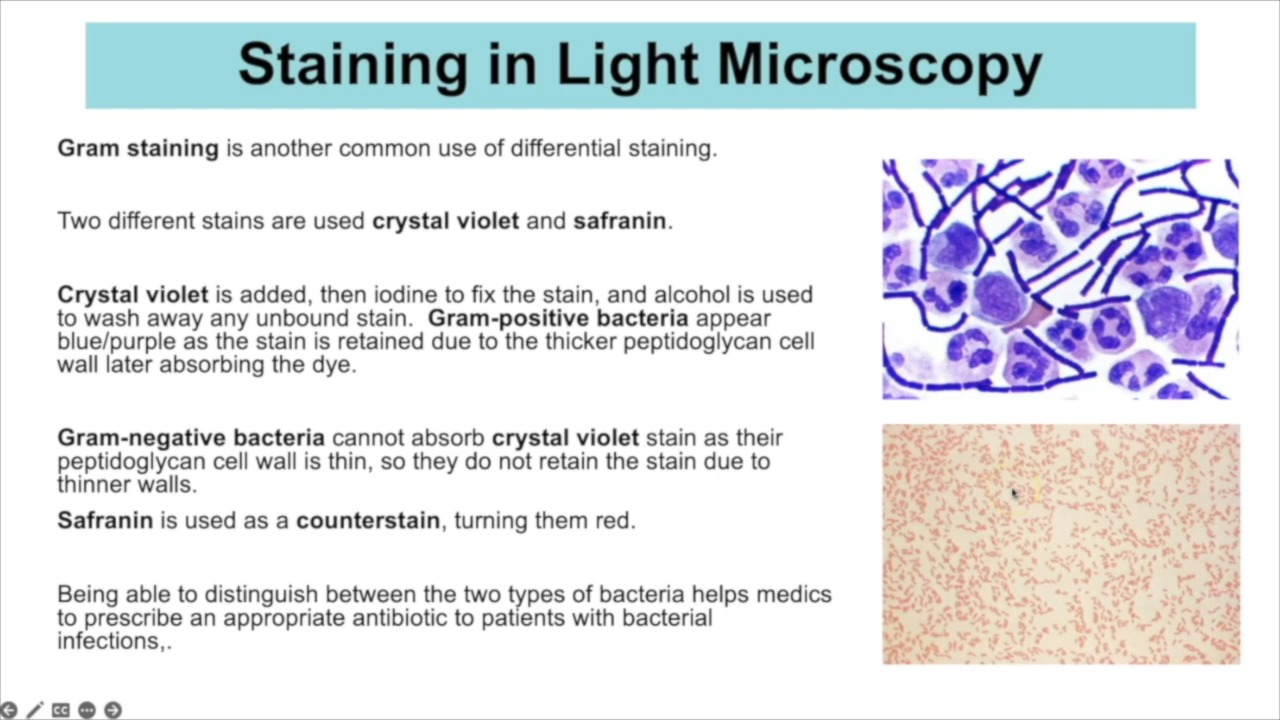 Staining in Light Microscopy
Gram staining is another common use of differential staining.
Two different stains are used crystal violet and safranin.
Crystal violet is added, then iodine to fix the stain, and alcohol is used
to wash away any unbound stain. Gram-positive bacteria appear
blue/purple as the stain is retained due to the thicker peptidoglycan cell
wall later absorbing the dye.
Gram-negative bacteria cannot absorb crystal violet stain as their
peptidoglycan cell wall is thin, so they do not retain the stain due to
thinner walls.
Safranin is used as a counterstain, turning them red.
Being able to distinguish between the two types of bacteria helps medics
to prescribe an appropriate antibiotic to patients with bacterial
infections,.
CC